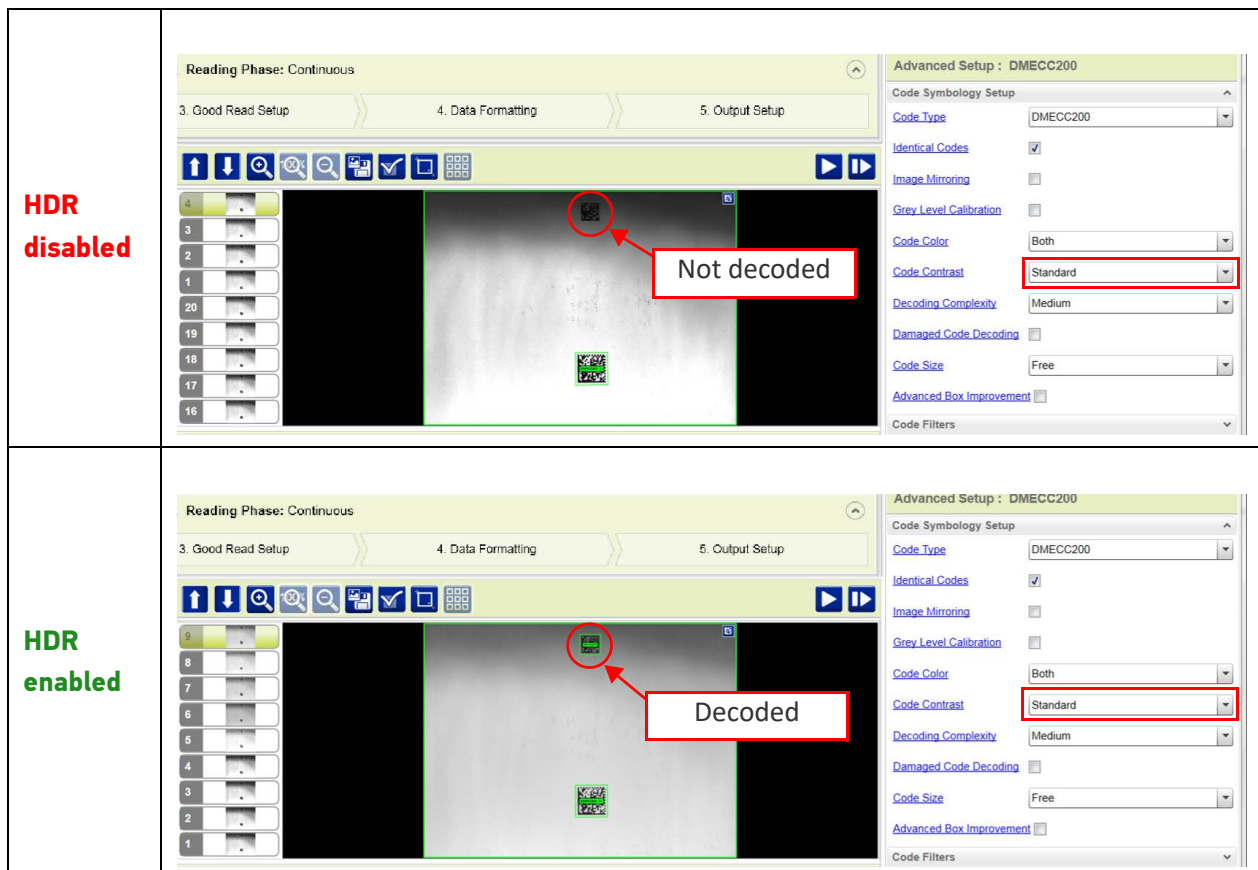 HDR
disabled
Reading Phase: Continuous
3. Good Read Setup
4. Data Formatting
5. Output Setup
4
3
2
1
20
19
18
17
16
Not decoded
Advanced Setup : DMECC200
Code Symbology Setup
Code Type DMECC200
Identical Codes
Image Mirroring
Grey Level Calibration
Code Color Both
Code Contrast Standard
Decoding Complexity Medium
Damaged Code Decoding
Code Size Free
Advanced Box Improvement
Code Filters
HDR
enabled
Reading Phase: Continuous
3. Good Read Setup
4. Data Formatting
5. Output Setup
9
8
7
6
5
4
3
2
1
Decoded
Advanced Setup : DMECC200
Code Symbology Setup
Code Type DMECC200
Identical Codes
Image Mirroring
Grey Level Calibration
Code Color Both
Code Contrast Standard
Decoding Complexity Medium
Damaged Code Decoding
Code Size Free
Advanced Box Improvement
Code Filters